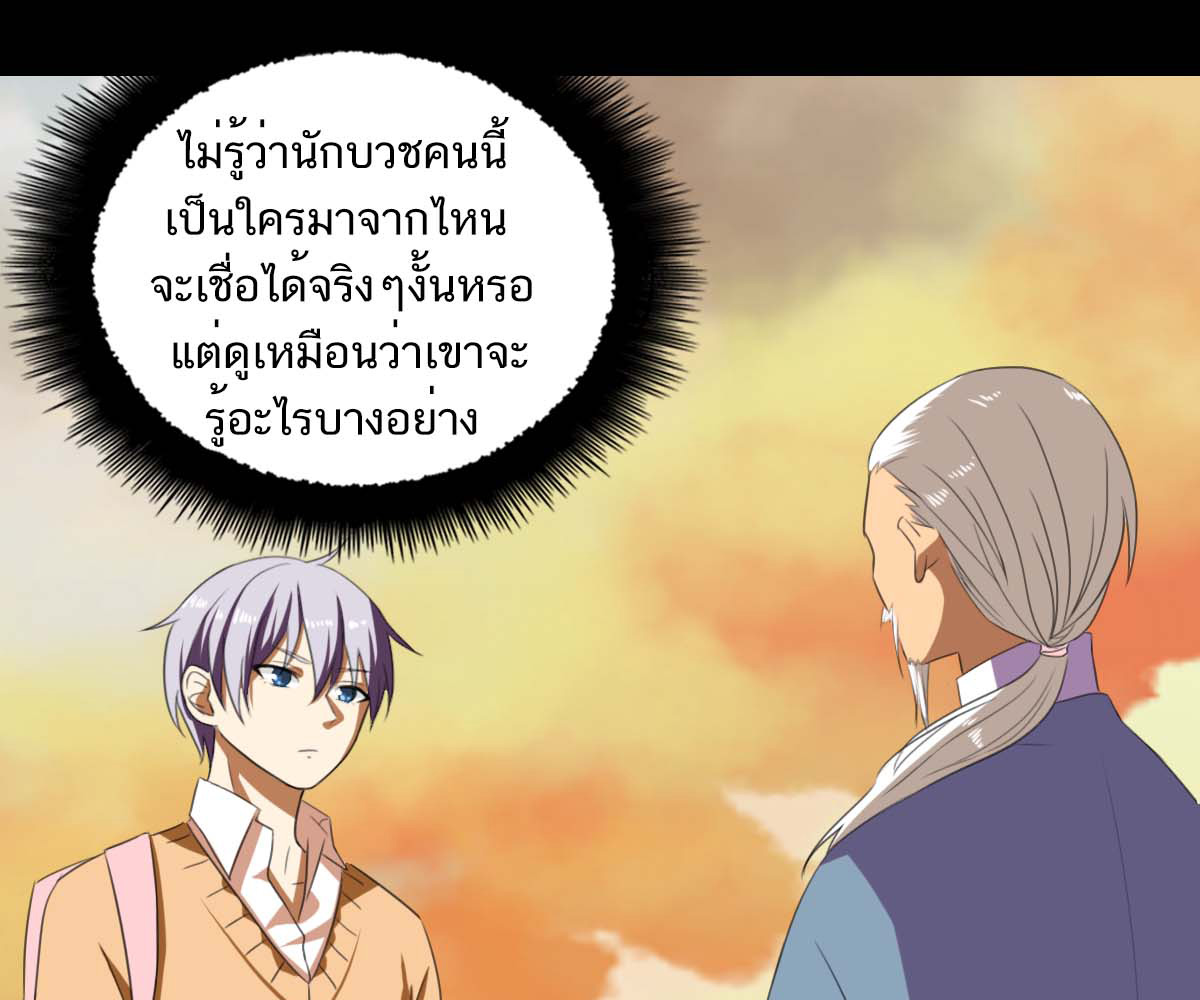 ไม่รู้ว่านักบวชคนนี้
เป็นใครมาจากไหน
จะเชื่อได้จริงๆงั้นหรอ
แต่ดูเหมือนว่าเขาจะ
รู้อะไรบางอย่าง